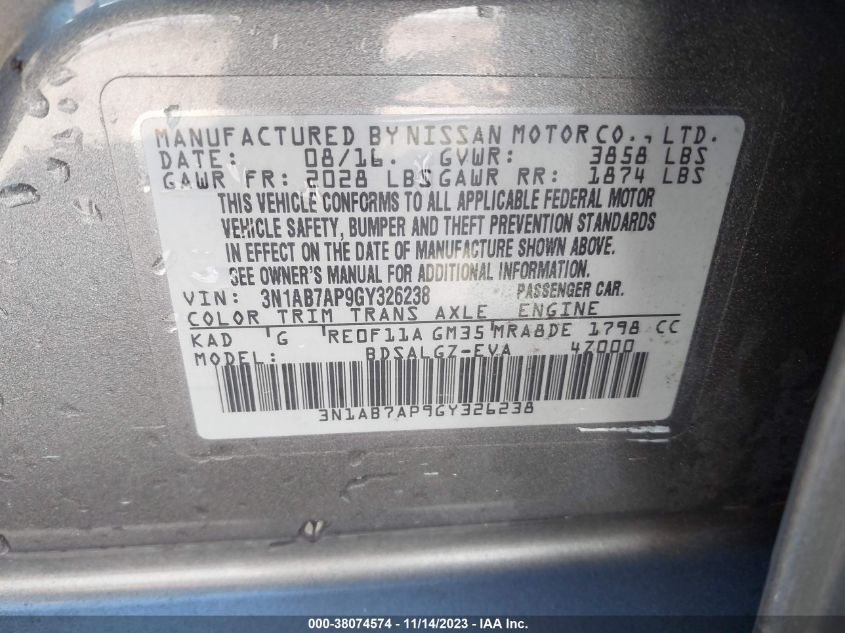 MANUFACTURED BY NISSAN MOTOR CO., LTD.
DATE: 08/16. GVWR: 3858 LBS
GAWR FR: 2028 LBS GAWR RR: 1874 LBS
THIS VEHICLE CONFORMS TO ALL APPLICABLE FEDERAL MOTOR
VEHICLE SAFETY, BUMPER AND THEFT PREVENTION STANDARDS
IN EFFECT ON THE DATE OF MANUFACTURE SHOWN ABOVE.
SEE OWNER'S MANUAL FOR ADDITIONAL INFORMATION.
VIN: 3N1AB7AP9GY326238 PASSENGER CAR.
COLOR TRIM TRANS AXLE ENGINE
KAD G RE0F11A GM35 MRA8DE 1798 CC
MODEL: BDSALGZ-EVA 4Z000
3N1AB7AP9GY326238
000-38074574 - 11/14/2023 - IAA Inc.